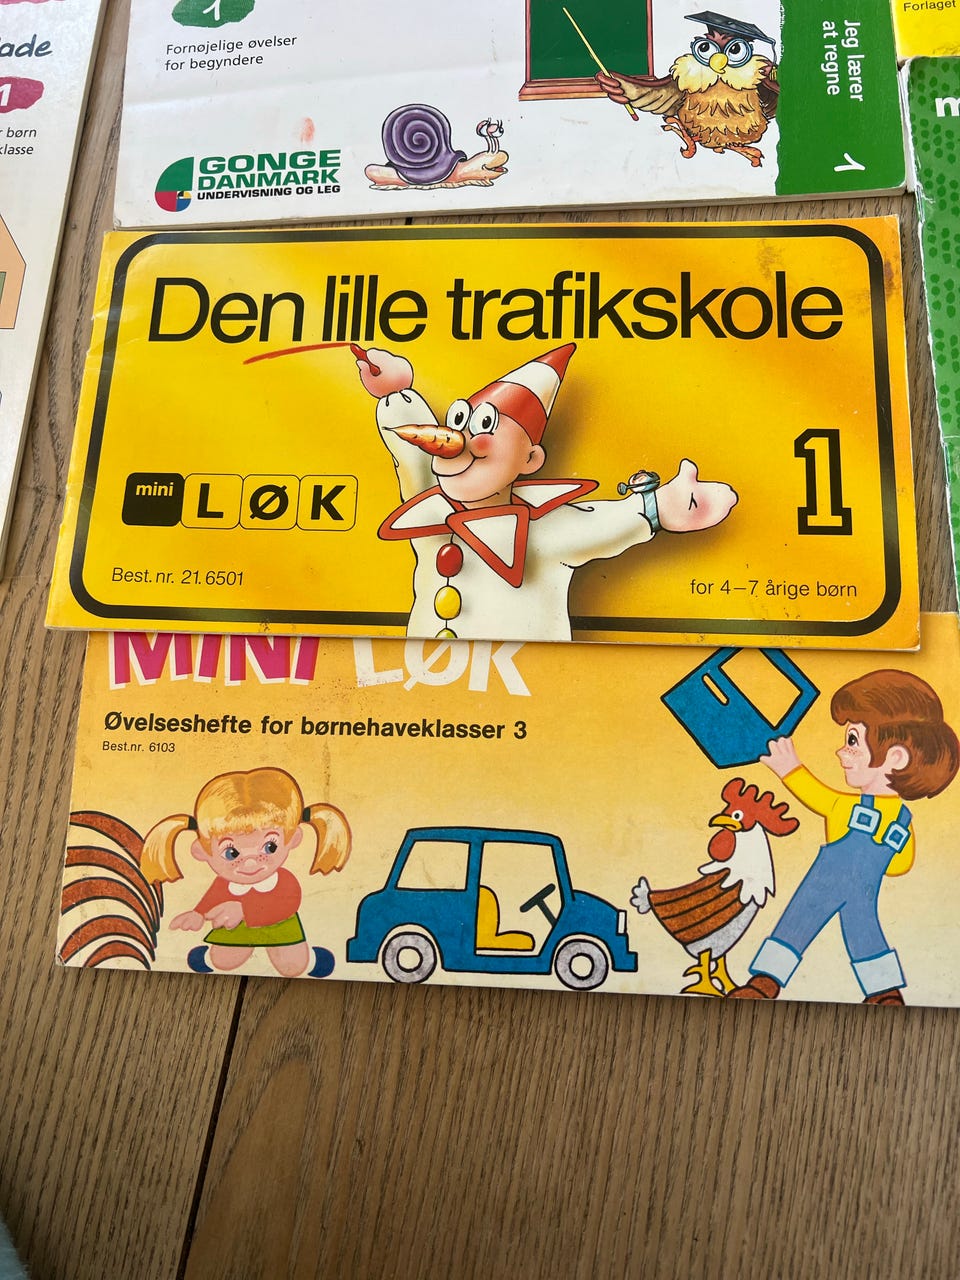 1
Fornøjelige øvelser
for begyndere
GONGE
DANMARK
UNDERVISNING OG LEG
Jeg lærer
at regne
1
Forlaget
1
børn
klasse
Den lille trafikskole
mini LØK
1
Best. nr. 21.6501
for 4–7 årige børn
MINI LØK
Øvelseshefte for børnehaveklasser 3
Best.nr. 6103